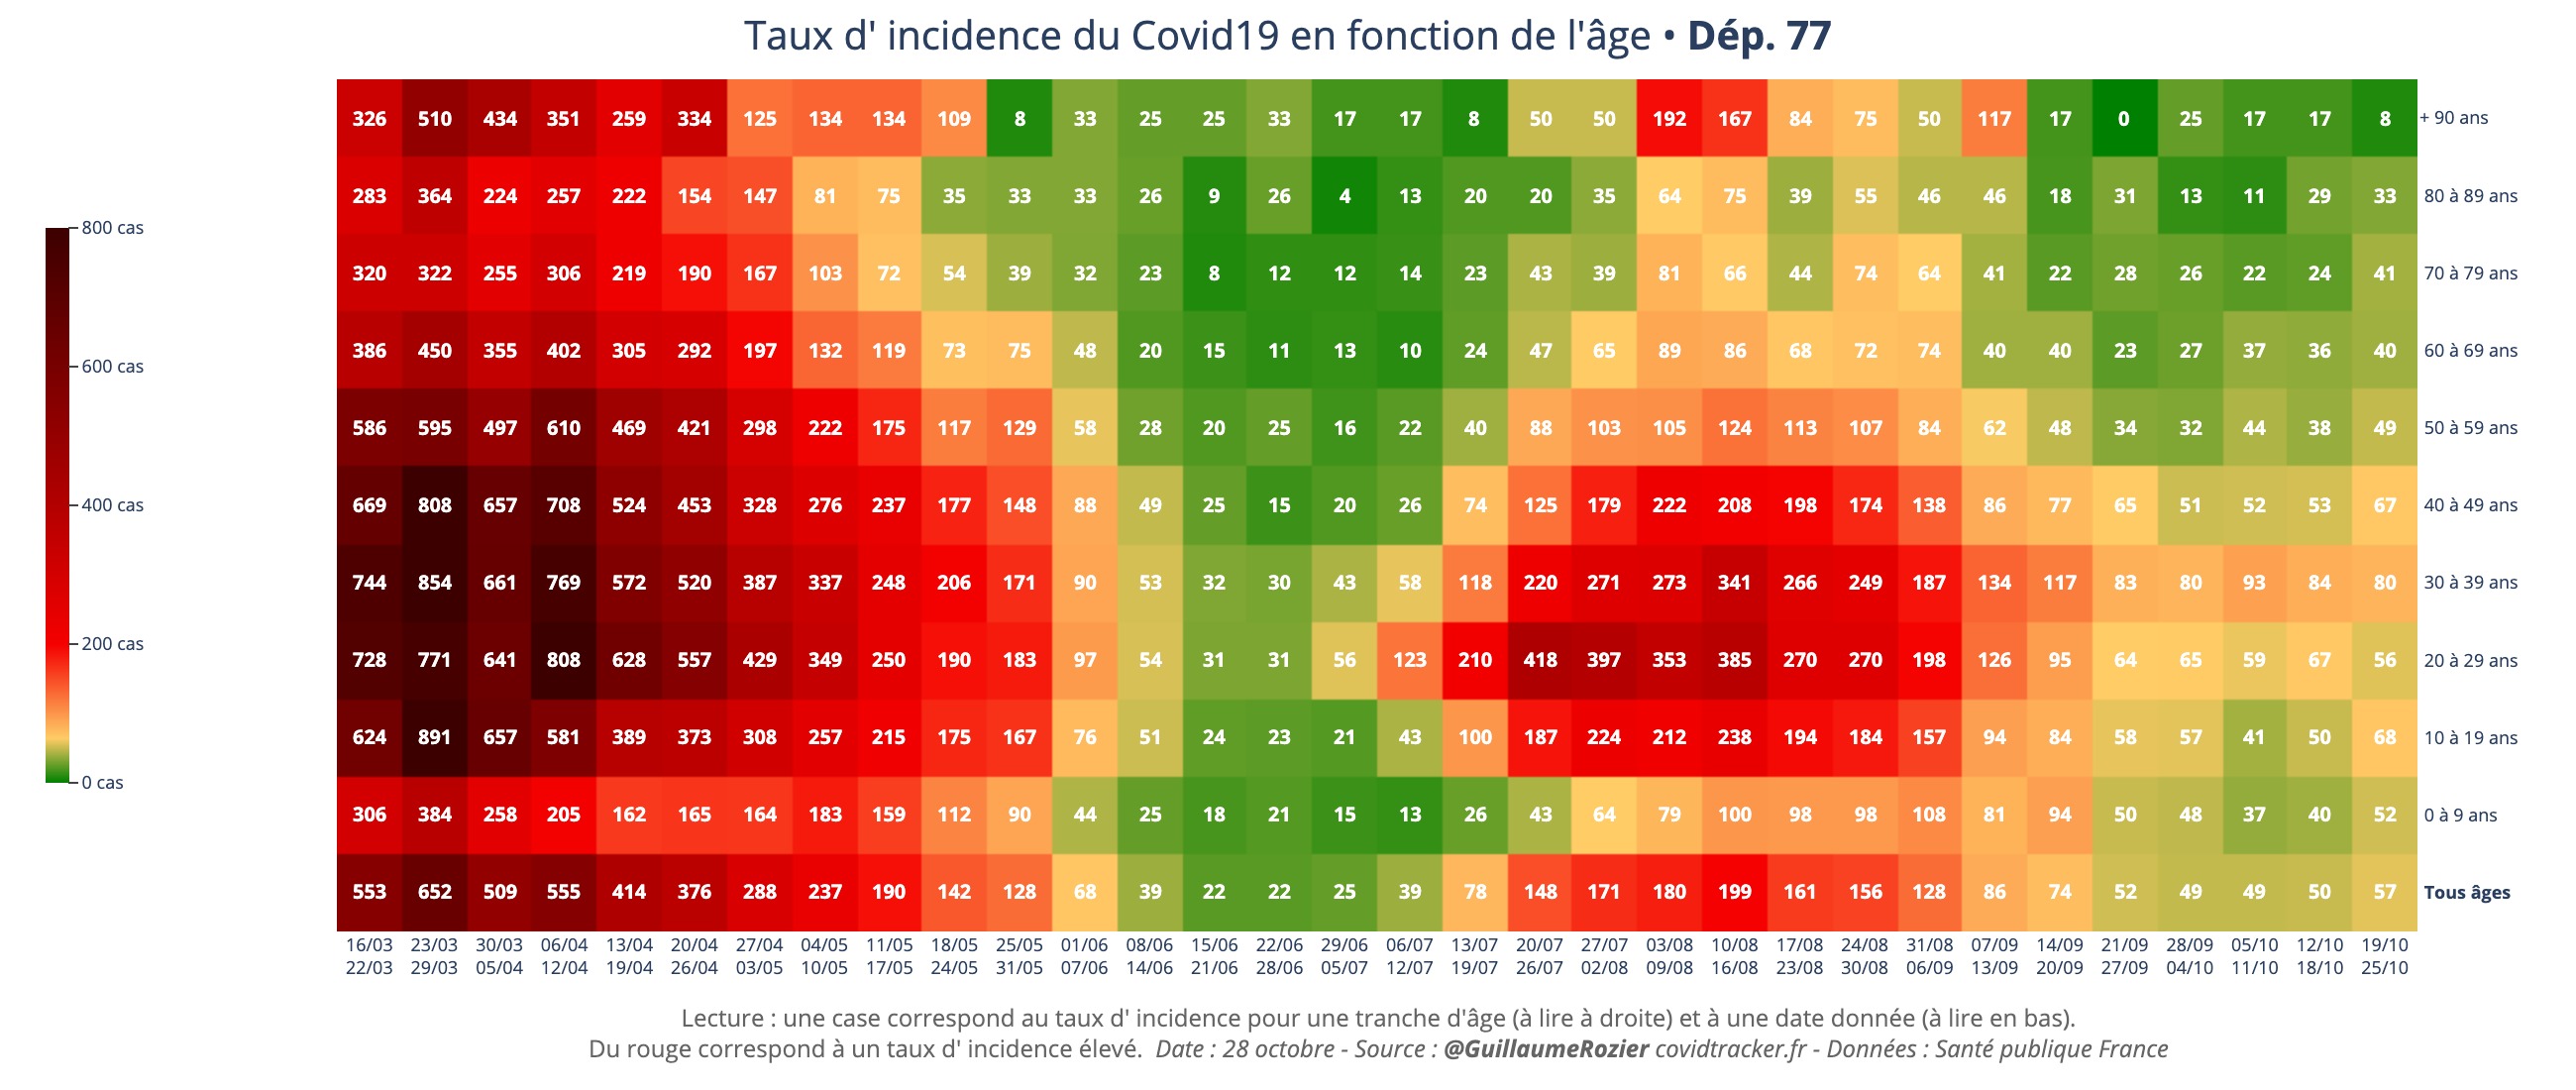 Taux d' incidence du Covid19 en fonction de l'âge • Dép. 77
800 cas
600 cas
400 cas
200 cas
0 cas
326 510 434 351 259 334 125 134 134 109 8 33 25 25 33 17 17 8 50 50 192 167 84 75 50 117 17 0 25 17 17 8 + 90 ans
283 364 224 257 222 154 147 81 75 35 33 33 26 9 26 4 13 20 20 35 64 75 39 55 46 46 18 31 13 11 29 33 80 à 89 ans
320 322 255 306 219 190 167 103 72 54 39 32 23 8 12 12 14 23 43 39 81 66 44 74 64 41 22 28 26 22 24 41 70 à 79 ans
386 450 355 402 305 292 197 132 119 73 75 48 20 15 11 13 10 24 47 65 89 86 68 72 74 40 40 23 27 37 36 40 60 à 69 ans
586 595 497 610 469 421 298 222 175 117 129 58 28 20 25 16 22 40 88 103 105 124 113 107 84 62 48 34 32 44 38 49 50 à 59 ans
669 808 657 708 524 453 328 276 237 177 148 88 49 25 15 20 26 74 125 179 222 208 198 174 138 86 77 65 51 52 53 67 40 à 49 ans
744 854 661 769 572 520 387 337 248 206 171 90 53 32 30 43 58 118 220 271 273 341 266 249 187 134 117 83 80 93 84 80 30 à 39 ans
728 771 641 808 628 557 429 349 250 190 183 97 54 31 31 56 123 210 418 397 353 385 270 270 198 126 95 64 65 59 67 56 20 à 29 ans
624 891 657 581 389 373 308 257 215 175 167 76 51 24 23 21 43 100 187 224 212 238 194 184 157 94 84 58 57 41 50 68 10 à 19 ans
306 384 258 205 162 165 164 183 159 112 90 44 25 18 21 15 13 26 43 64 79 100 98 98 108 81 94 50 48 37 40 52 0 à 9 ans
553 652 509 555 414 376 288 237 190 142 128 68 39 22 22 25 39 78 148 171 180 199 161 156 128 86 74 52 49 49 50 57 Tous âges
16/03 23/03 30/03 06/04 13/04 20/04 27/04 04/05 11/05 18/05 25/05 01/06 08/06 15/06 22/06 29/06 06/07 13/07 20/07 27/07 03/08 10/08 17/08 24/08 31/08 07/09 14/09 21/09 28/09 05/10 12/10 19/10
22/03 29/03 05/04 12/04 19/04 26/04 03/05 10/05 17/05 24/05 31/05 07/06 14/06 21/06 28/06 05/07 12/07 19/07 26/07 02/08 09/08 16/08 23/08 30/08 06/09 13/09 20/09 27/09 04/10 11/10 18/10 25/10
Lecture : une case correspond au taux d' incidence pour une tranche d'âge (à lire à droite) et à une date donnée (à lire en bas).
Du rouge correspond à un taux d' incidence élevé. Date : 28 octobre - Source : @GuillaumeRozier covidtracker.fr - Données : Santé publique France